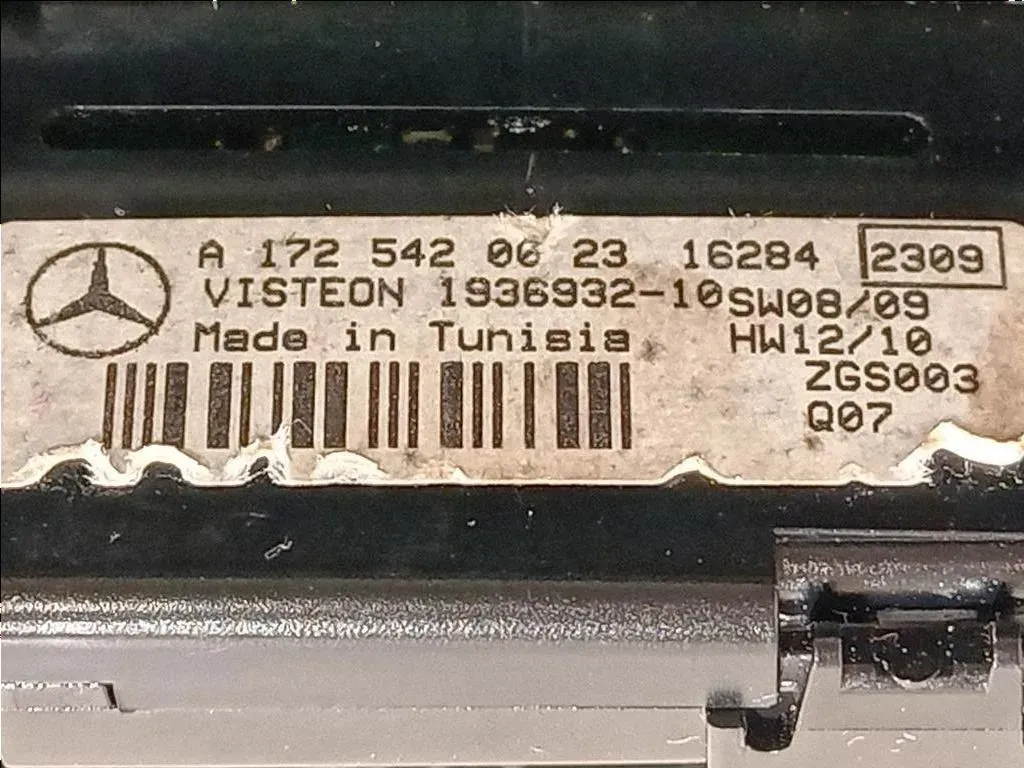 A 172 542 06 23 16284 2309
VISTEON 1936932-10 SW08/09
Made in Tunisia HW12/10
ZGS003
Q07